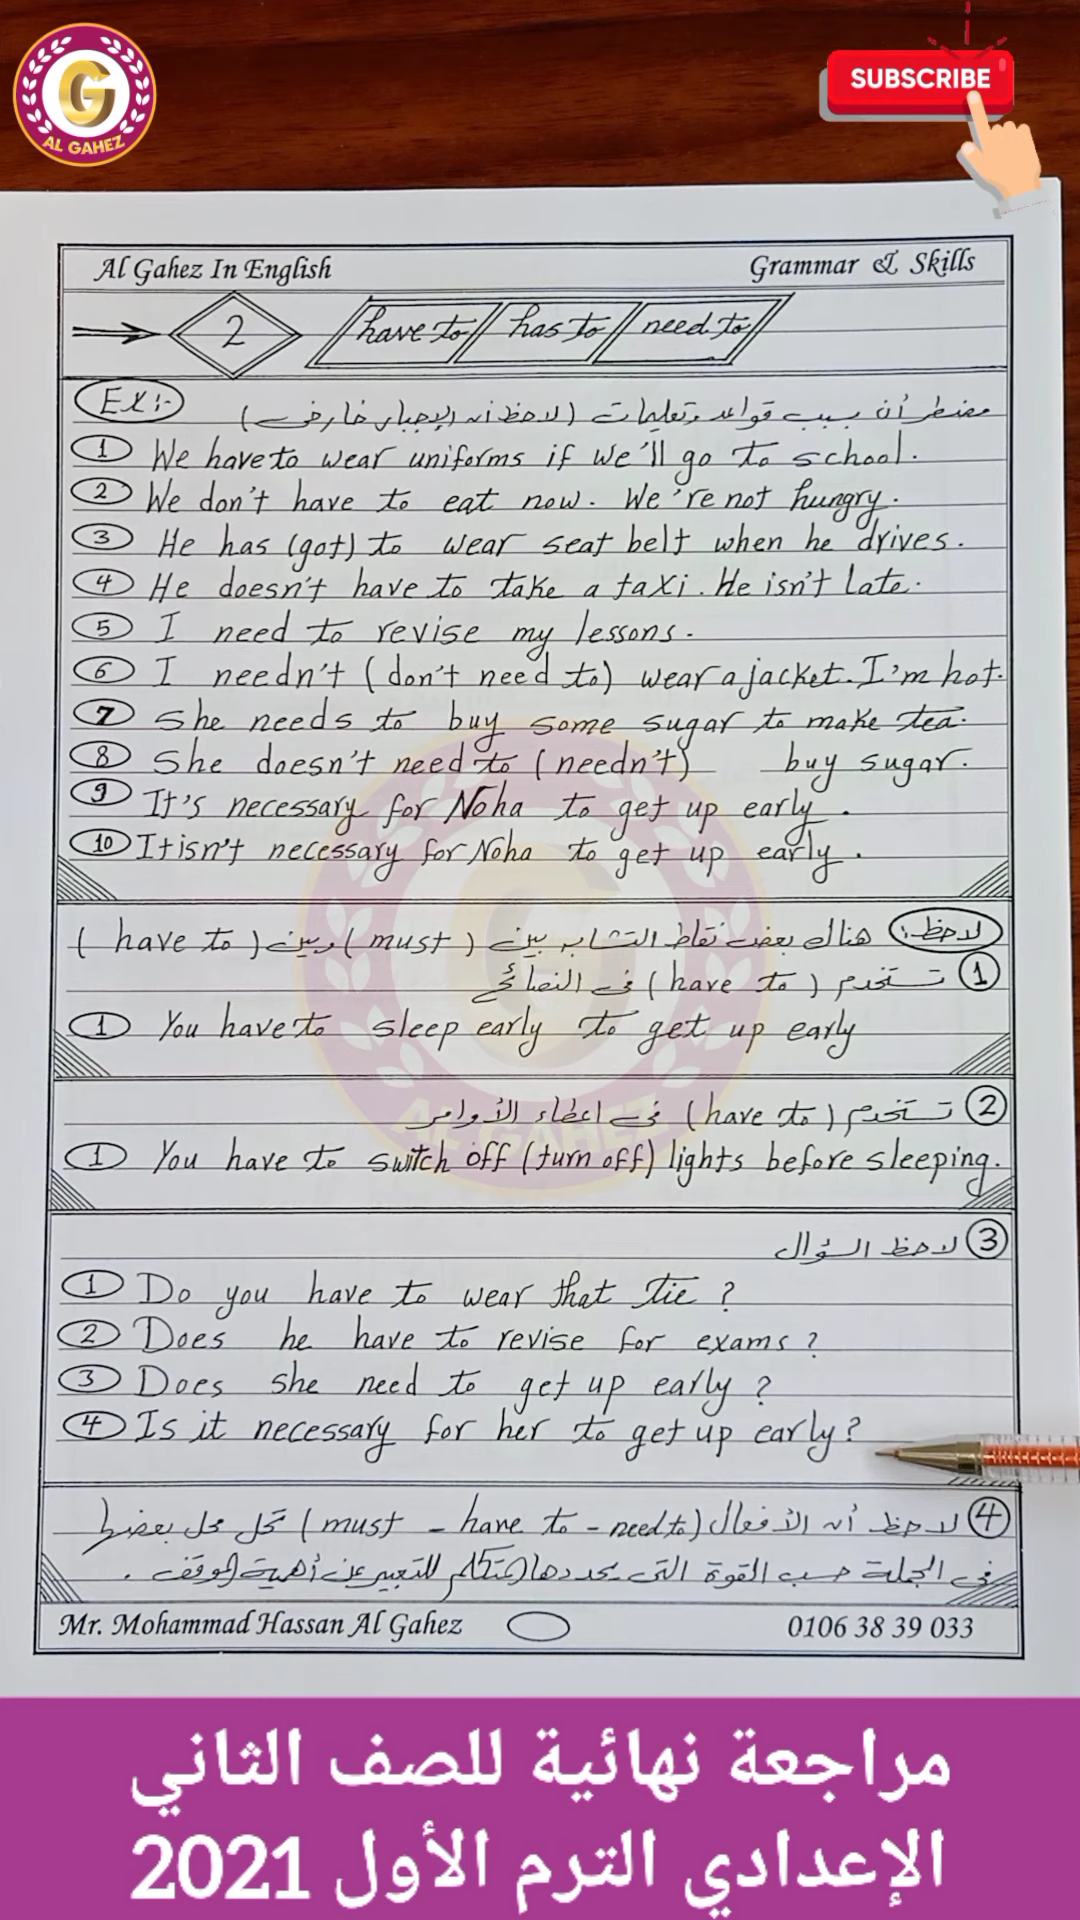 AL GAHEZ
SUBSCRIBE
Al Gahez In English
Grammar & Skills
2 have to has to need to
Ex:-
مضطر أن بسبب قواعد وتعليمات (لاحظ أن الإجبار خارجى)
1 We have to wear uniforms if we'll go to school.
2 We don't have to eat now. We're not hungry.
3 He has (got) to wear seat belt when he drives.
4 He doesn't have to take a taxi. He isn't late.
5 I need to revise my lessons.
6 I needn't (don't need to) wear a jacket. I'm hot.
7 She needs to buy some sugar to make tea.
8 She doesn't need to (needn't) buy sugar.
9 It's necessary for Noha to get up early.
10 It isn't necessary for Noha to get up early.
لاحظ: هناك بعض نقاط التشابه بين (must) وبين (have to)
1 تستخدم (have to) فى النصائح
1 You have to sleep early to get up early
2 تستخدم (have to) فى اعطاء الأوامر
1 You have to switch off (turn off) lights before sleeping.
3 لاحظ السؤال
1 Do you have to wear that tie?
2 Does he have to revise for exams?
3 Does she need to get up early?
4 Is it necessary for her to get up early?
4 لاحظ أن الأفعال (must - have to - need to) تحل محل بعضها
فى الجملة حسب القوة التى يحددها المتكلم للتعبير عن أهمية الموقف.
Mr. Mohammad Hassan Al Gahez
0106 38 39 033
مراجعة نهائية للصف الثاني
الإعدادي الترم الأول 2021